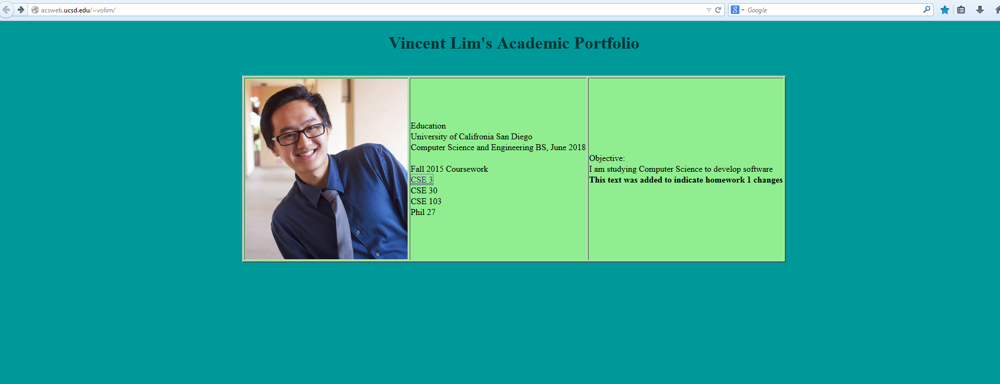 acsweb.ucsd.edu/~volim/
Google
Vincent Lim's Academic Portfolio
Education
University of Califronia San Diego
Computer Science and Engineering BS, June 2018
Fall 2015 Coursework
CSE 3
CSE 30
CSE 103
Phil 27
Objective:
I am studying Computer Science to develop software
This text was added to indicate homework 1 changes